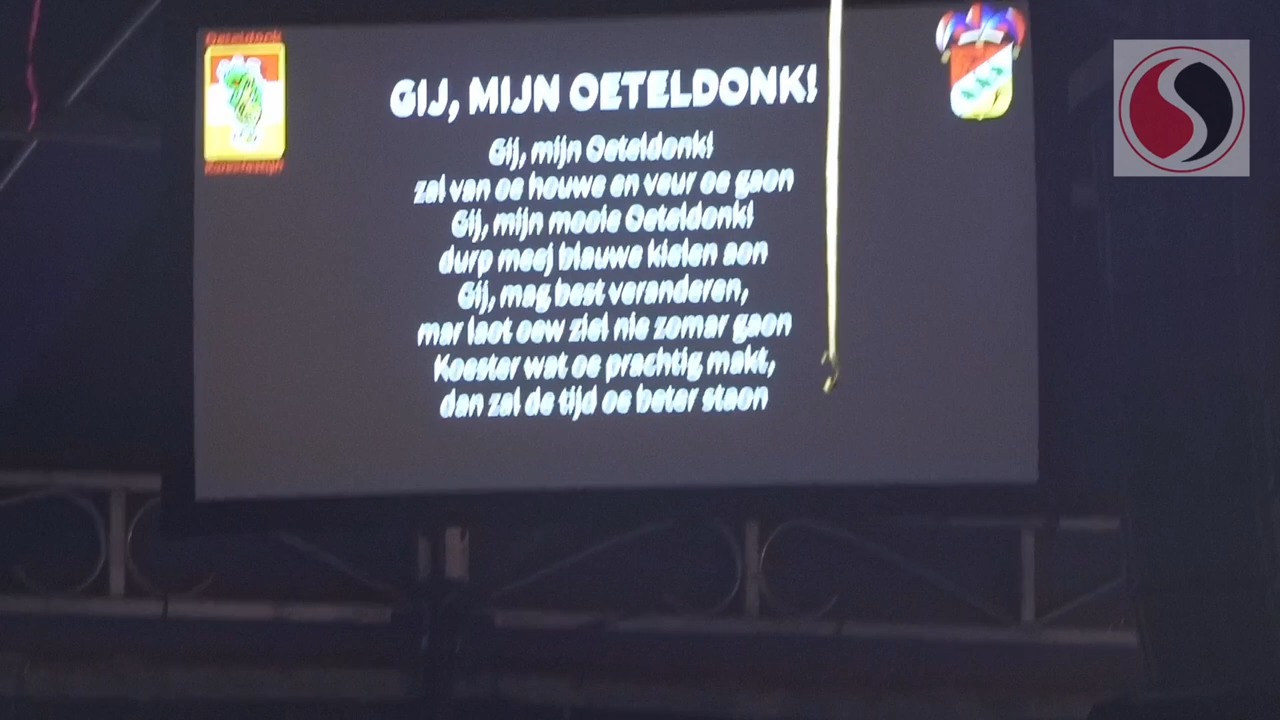 Oeteldonk
GIJ, MIJN OETELDONK!
Gij, mijn Oeteldonk!
zal van oe houwe en veur oe gaon
Gij, mijn mooie Oeteldonk!
durp meej blauwe kielen aon
Gij, mag best veranderen,
mar laot oew ziel nie zomar gaon
Koester wat oe prachtig makt,
dan zal de tijd oe beter staon